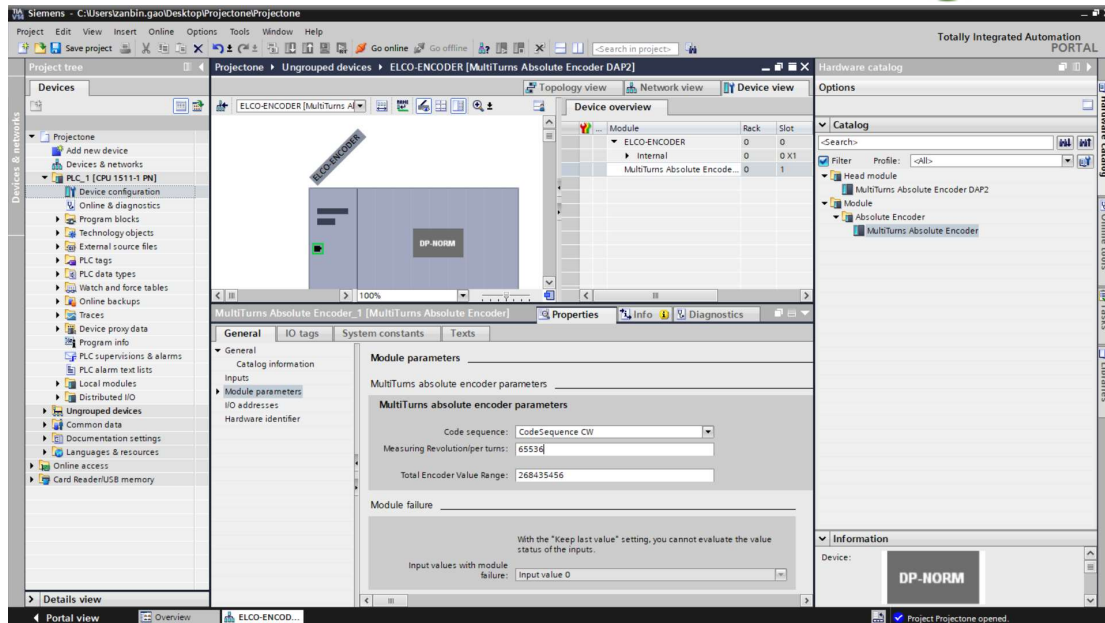 Siemens - C:\Users\zanbin.gao\Desktop\Projectone\Projectone
Project Edit View Insert Online Options Tools Window Help
Totally Integrated Automation
PORTAL
Save project
Go online
Go offline
<Search in project>
Project tree
Devices
Projectone
Add new device
Devices & networks
PLC_1 [CPU 1511-1 PN]
Device configuration
Online & diagnostics
Program blocks
Technology objects
External source files
PLC tags
PLC data types
Watch and force tables
Online backups
Traces
Device proxy data
Program info
PLC supervisions & alarms
PLC alarm text lists
Local modules
Distributed I/O
Ungrouped devices
Common data
Documentation settings
Languages & resources
Online access
Card Reader/USB memory
Details view
Devices & networks
Projectone Ungrouped devices ELCO-ENCODER [MultiTurns Absolute Encoder DAP2]
Topology view Network view Device view
ELCO-ENCODER [MultiTurns A
ELCO-ENCODER
DP-NORM
100%
Device overview
... Module Rack Slot
ELCO-ENCODER 0 0
Internal 0 0 X1
MultiTurns Absolute Encode... 0 1
MultiTurns Absolute Encoder_1 [MultiTurns Absolute Encoder]
Properties Info Diagnostics
General IO tags System constants Texts
General
Catalog information
Inputs
Module parameters
I/O addresses
Hardware identifier
Module parameters
MultiTurns absolute encoder parameters
MultiTurns absolute encoder parameters
Code sequence: CodeSequence CW
Measuring Revolution/per turns: 65536
Total Encoder Value Range: 268435456
Module failure
With the "Keep last value" setting, you cannot evaluate the value
status of the inputs.
Input values with module
failure: Input value 0
Hardware catalog
Options
Catalog
<Search>
Filter Profile: <All>
Head module
MultiTurns Absolute Encoder DAP2
Module
Absolute Encoder
MultiTurns Absolute Encoder
Information
Device:
DP-NORM
Hardware catalog
Online tools
Tasks
Libraries
Portal view
Overview
ELCO-ENCOD...
Project Projectone opened.